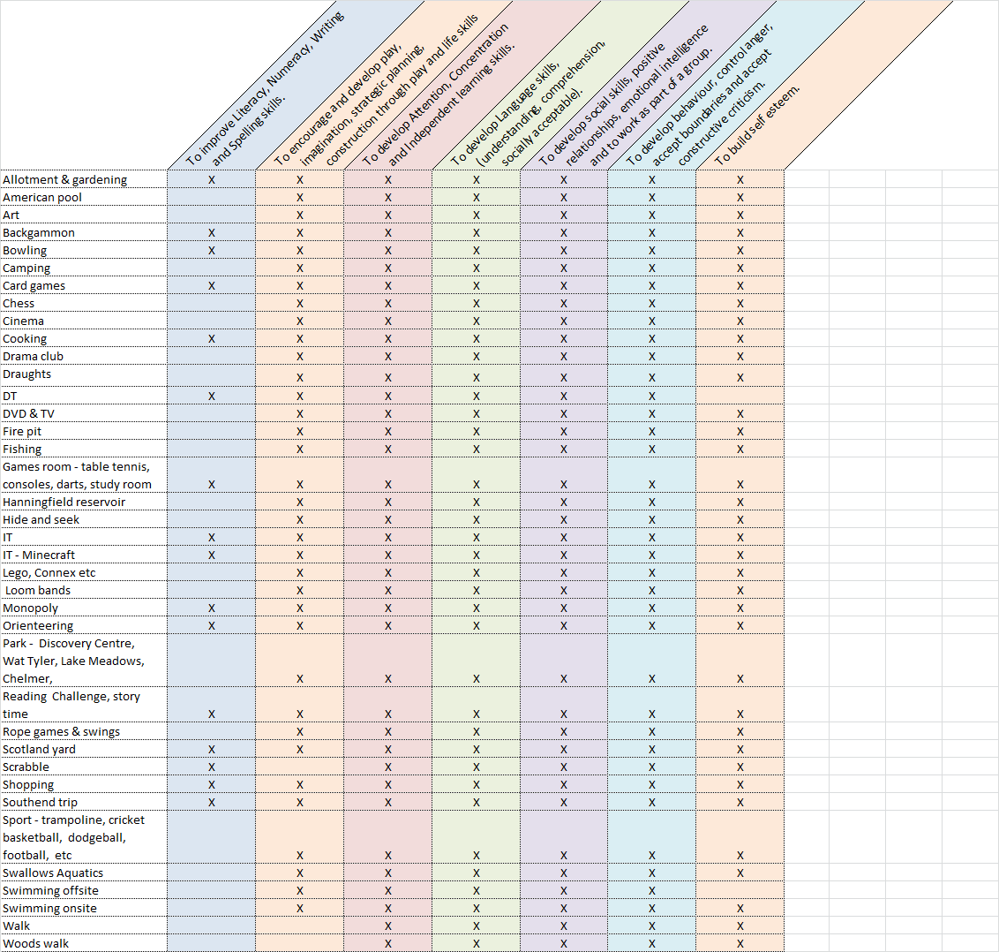 To improve Literacy, Numeracy, Writing
and Spelling skills.
To encourage and develop play,
imagination, strategic planning,
construction through play and life skills
To develop Attention, Concentration
and Independent learning skills.
To develop Language skills,
(understanding, comprehension,
socially acceptable).
To develop social skills, positive
relationships, emotional intelligence
and to work as part of a group.
To develop behaviour, control anger,
accept boundaries and accept
constructive criticism.
To build self esteem.
Allotment & gardening X X X X X X X
American pool X X X X X X
Art X X X X X X
Backgammon X X X X X X X
Bowling X X X X X X X
Camping X X X X X X
Card games X X X X X X X
Chess X X X X X X
Cinema X X X X X X
Cooking X X X X X X X
Drama club X X X X X X
Draughts X X X X X X
DT X X X X X X
DVD & TV X X X X X X
Fire pit X X X X X X
Fishing X X X X X X
Games room - table tennis,
consoles, darts, study room X X X X X X X
Hanningfield reservoir X X X X X X
Hide and seek X X X X X X
IT X X X X X X X
IT - Minecraft X X X X X X X
Lego, Connex etc X X X X X X
Loom bands X X X X X X
Monopoly X X X X X X X
Orienteering X X X X X X X
Park -  Discovery Centre,
Wat Tyler, Lake Meadows,
Chelmer, X X X X X X
Reading  Challenge, story
time X X X X X X X
Rope games & swings X X X X X X
Scotland yard X X X X X X X
Scrabble X X X X X X
Shopping X X X X X X X
Southend trip X X X X X X X
Sport - trampoline, cricket
basketball,  dodgeball,
football,  etc X X X X X X
Swallows Aquatics X X X X X X
Swimming offsite X X X X X
Swimming onsite X X X X X X
Walk X X X X X
Woods walk X X X X X